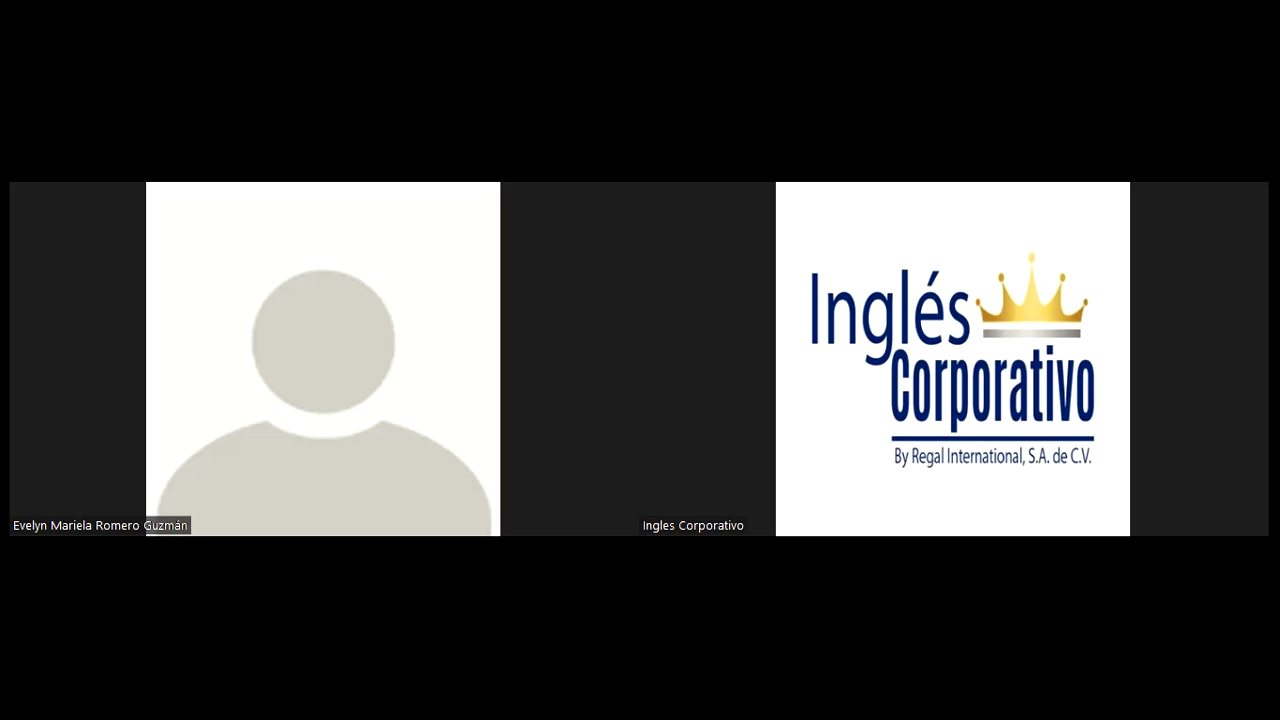 Inglés
Corporativo
By Regal International, S.A. de C.V.
Evelyn Mariela Romero Guzmán
Ingles Corporativo